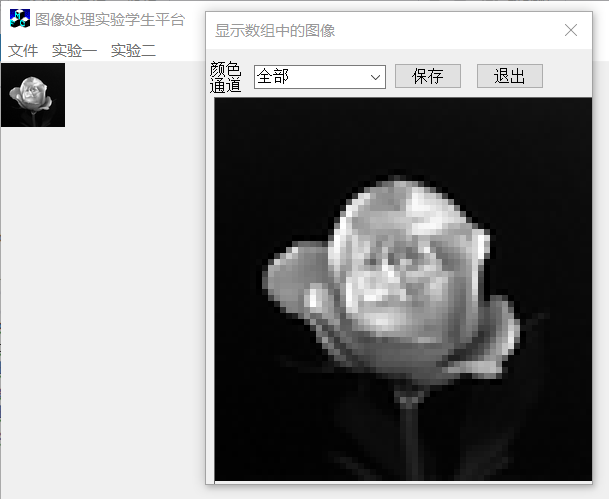 图像处理实验学生平台
文件 实验一 实验二
显示数组中的图像
颜色
通道
全部
保存
退出